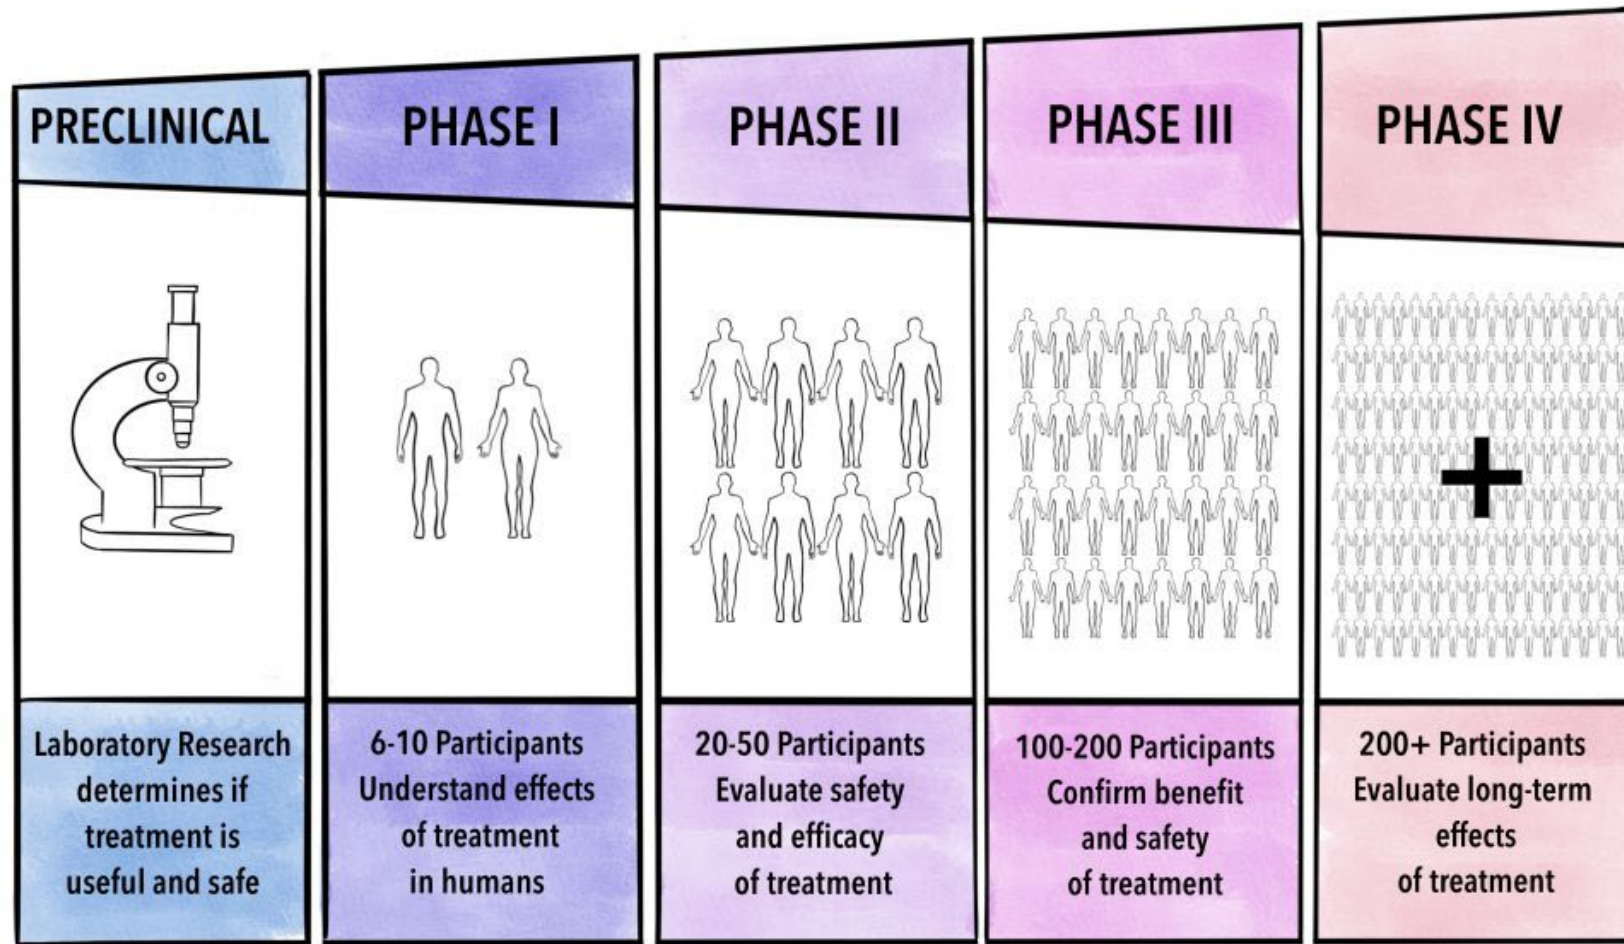 PRECLINICAL
PHASE I
PHASE II
PHASE III
PHASE IV
+
Laboratory Research
determines if
treatment is
useful and safe
6-10 Participants
Understand effects
of treatment
in humans
20-50 Participants
Evaluate safety
and efficacy
of treatment
100-200 Participants
Confirm benefit
and safety
of treatment
200+ Participants
Evaluate long-term
effects
of treatment